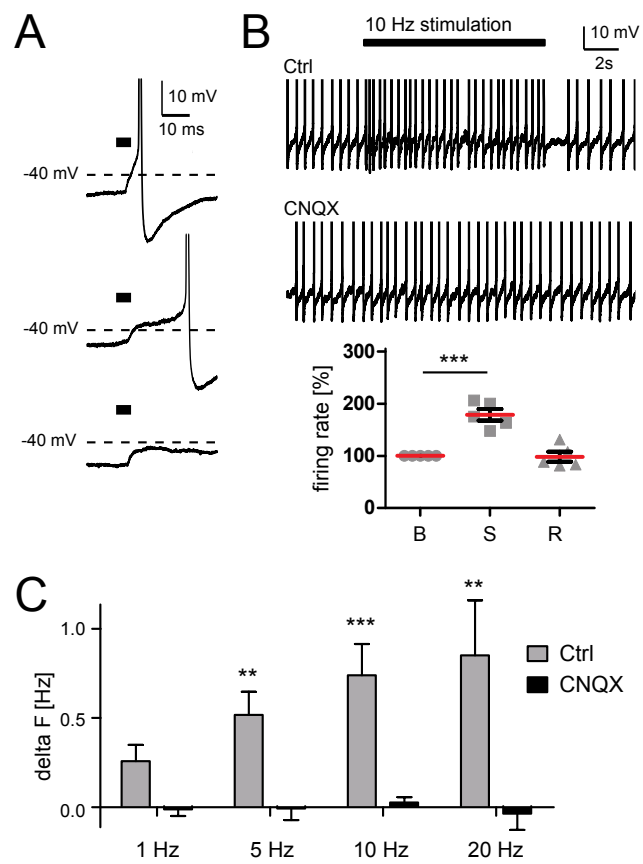 A
10 mV
10 ms
-40 mV
-40 mV
-40 mV
B
10 Hz stimulation
10 mV
2s
Ctrl
CNQX
firing rate [%]
300
200
100
0
***
B S R
C
delta F [Hz]
1.0
0.5
0.0
**
***
**
Ctrl
CNQX
1 Hz 5 Hz 10 Hz 20 Hz